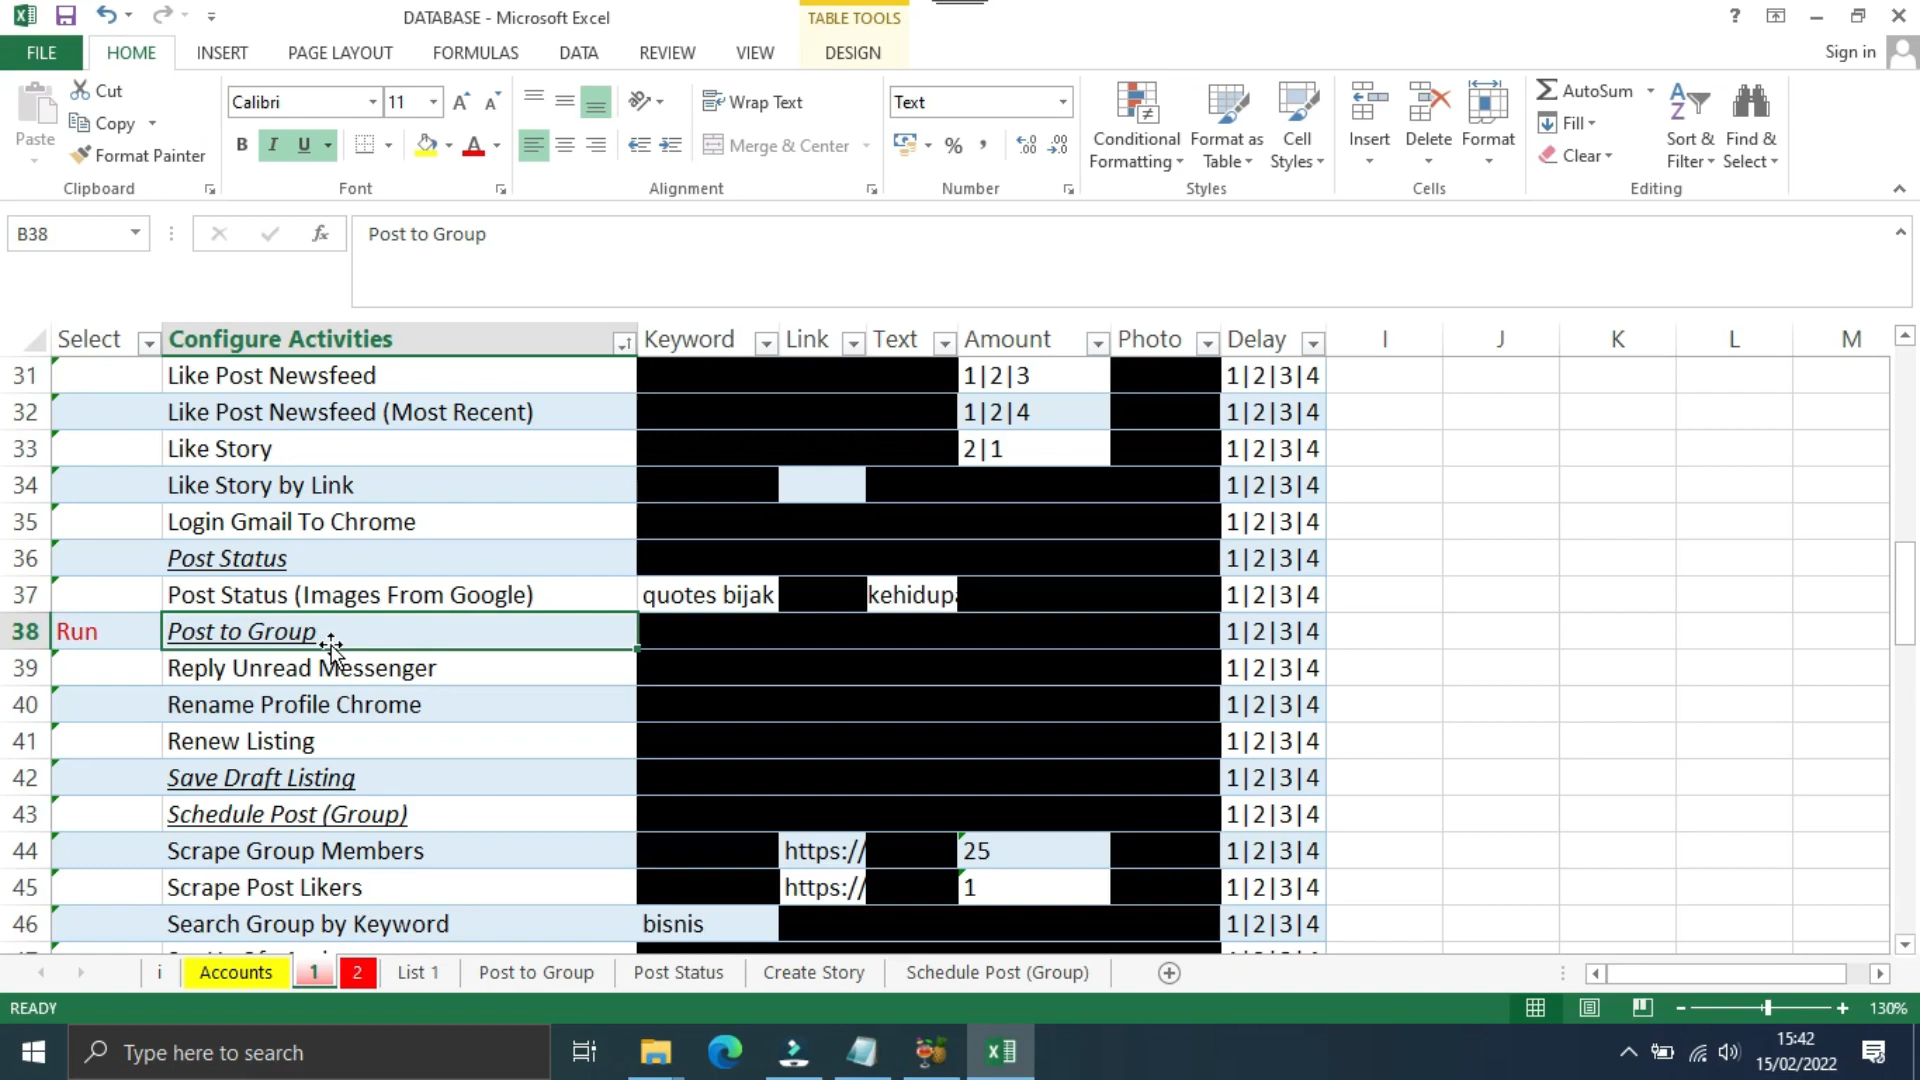 DATABASE - Microsoft Excel
TABLE TOOLS
FILE HOME INSERT PAGE LAYOUT FORMULAS DATA REVIEW VIEW DESIGN
Sign in
Paste
Cut
Copy
Format Painter
Clipboard
Calibri 11
B I U
Font
Wrap Text
Merge & Center
Alignment
Text
Number
Conditional Formatting
Format as Table
Cell Styles
Styles
Insert
Delete
Format
Cells
AutoSum
Fill
Clear
Sort & Filter
Find & Select
Editing
B38 fx Post to Group
Select Configure Activities Keyword Link Text Amount Photo Delay I J K L M
31 Like Post Newsfeed 1|2|3 1|2|3|4
32 Like Post Newsfeed (Most Recent) 1|2|4 1|2|3|4
33 Like Story 2|1 1|2|3|4
34 Like Story by Link 1|2|3|4
35 Login Gmail To Chrome 1|2|3|4
36 Post Status 1|2|3|4
37 Post Status (Images From Google) quotes bijak kehidupa 1|2|3|4
38 Run Post to Group 1|2|3|4
39 Reply Unread Messenger 1|2|3|4
40 Rename Profile Chrome 1|2|3|4
41 Renew Listing 1|2|3|4
42 Save Draft Listing 1|2|3|4
43 Schedule Post (Group) 1|2|3|4
44 Scrape Group Members https:// 25 1|2|3|4
45 Scrape Post Likers https:// 1 1|2|3|4
46 Search Group by Keyword bisnis 1|2|3|4
i Accounts 1 2 List 1 Post to Group Post Status Create Story Schedule Post (Group)
READY 130%
Type here to search
15:42
15/02/2022